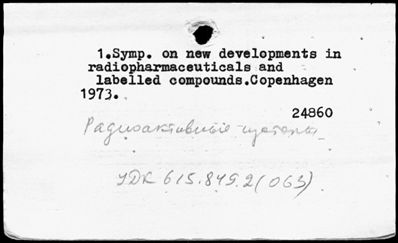 1.Symp. on new developments in
radiopharmaceuticals and
labelled compounds.Copenhagen
1973.
24860
Радиоактивные изотопы
УДК 615.849.2(063)